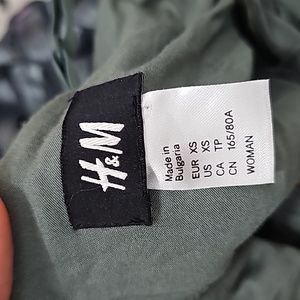 H&M
Made in
Bulgaria
EUR XS
US XS
CA TP
CN 165/80A
WOMAN